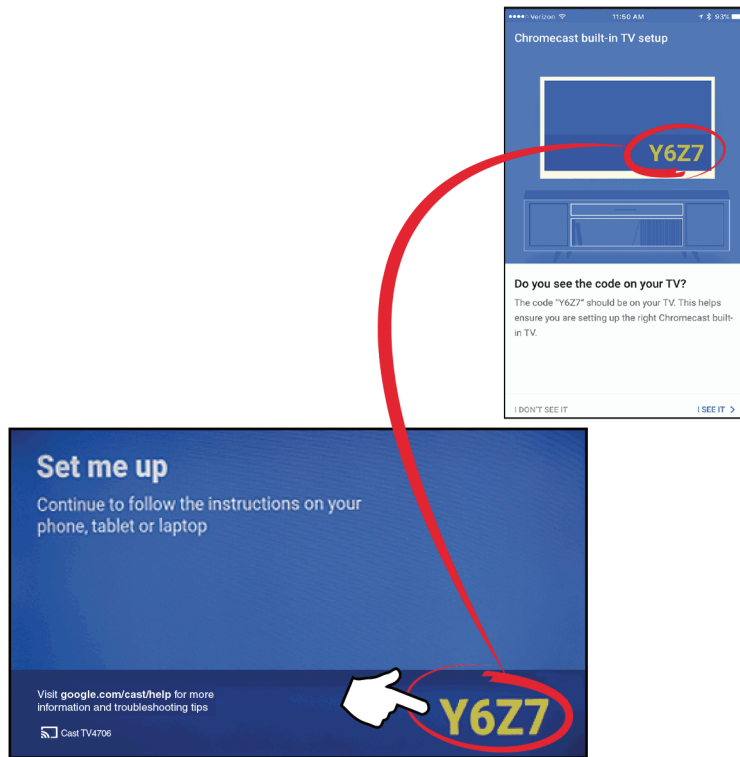 Verizon 11:50 AM 93%
Chromecast built-in TV setup
Y6Z7
Do you see the code on your TV?
The code "Y6Z7" should be on your TV. This helps
ensure you are setting up the right Chromecast built-
in TV.
I DON'T SEE IT I SEE IT >
Set me up
Continue to follow the instructions on your
phone, tablet or laptop
Visit google.com/cast/help for more
information and troubleshooting tips
Cast TV4706
Y6Z7